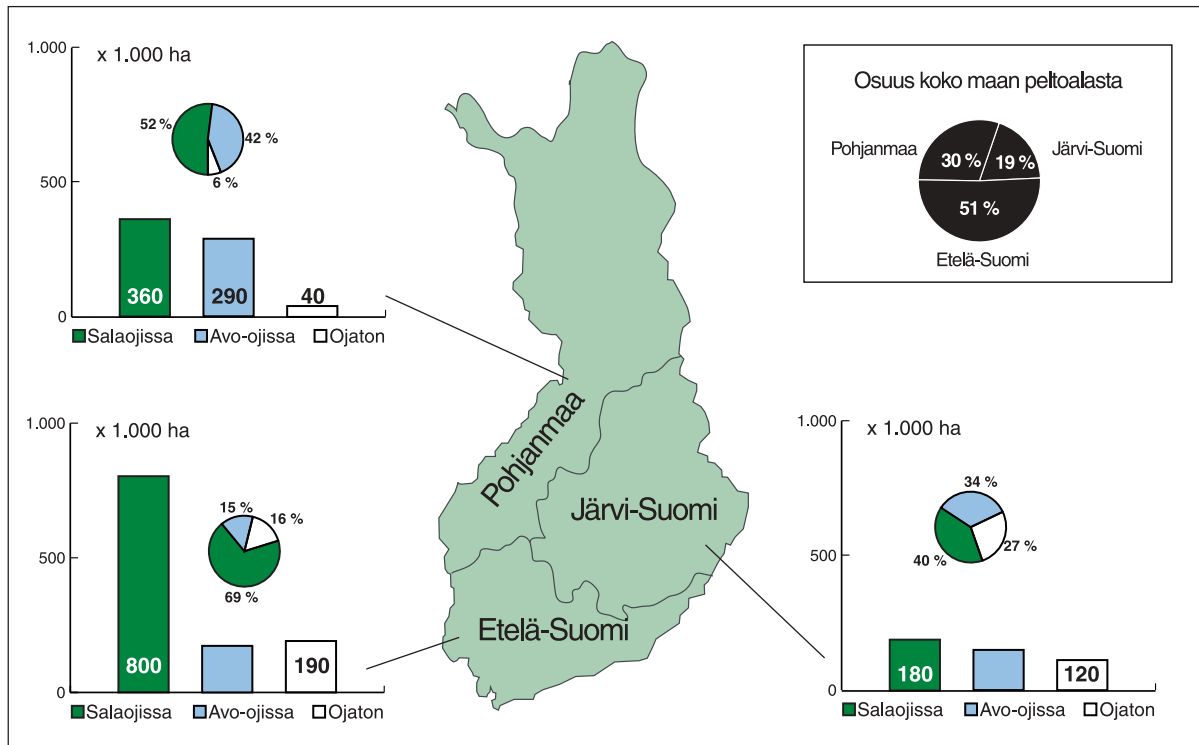 1.000
x 1.000 ha
52 %
42 %
6 %
500
360
290
40
0
Salaojissa
Avo-ojissa
Ojaton
Osuus koko maan peltoalasta
Pohjanmaa
Järvi-Suomi
30 %
19 %
51 %
Etelä-Suomi
Pohjanmaa
Järvi-Suomi
Etelä-Suomi
1.000
x 1.000 ha
15 %
16 %
69 %
500
800
190
0
Salaojissa
Avo-ojissa
Ojaton
1.000
x 1.000 ha
34 %
40 %
27 %
500
180
120
0
Salaojissa
Avo-ojissa
Ojaton